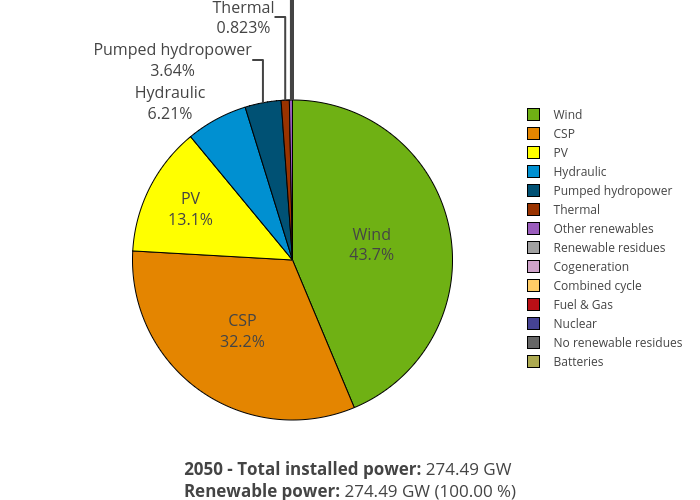 Thermal
0.823%
Pumped hydropower
3.64%
Hydraulic
6.21%
PV
13.1%
Wind
43.7%
CSP
32.2%
Wind
CSP
PV
Hydraulic
Pumped hydropower
Thermal
Other renewables
Renewable residues
Cogeneration
Combined cycle
Fuel & Gas
Nuclear
No renewable residues
Batteries
2050 - Total installed power: 274.49 GW
Renewable power: 274.49 GW (100.00 %)